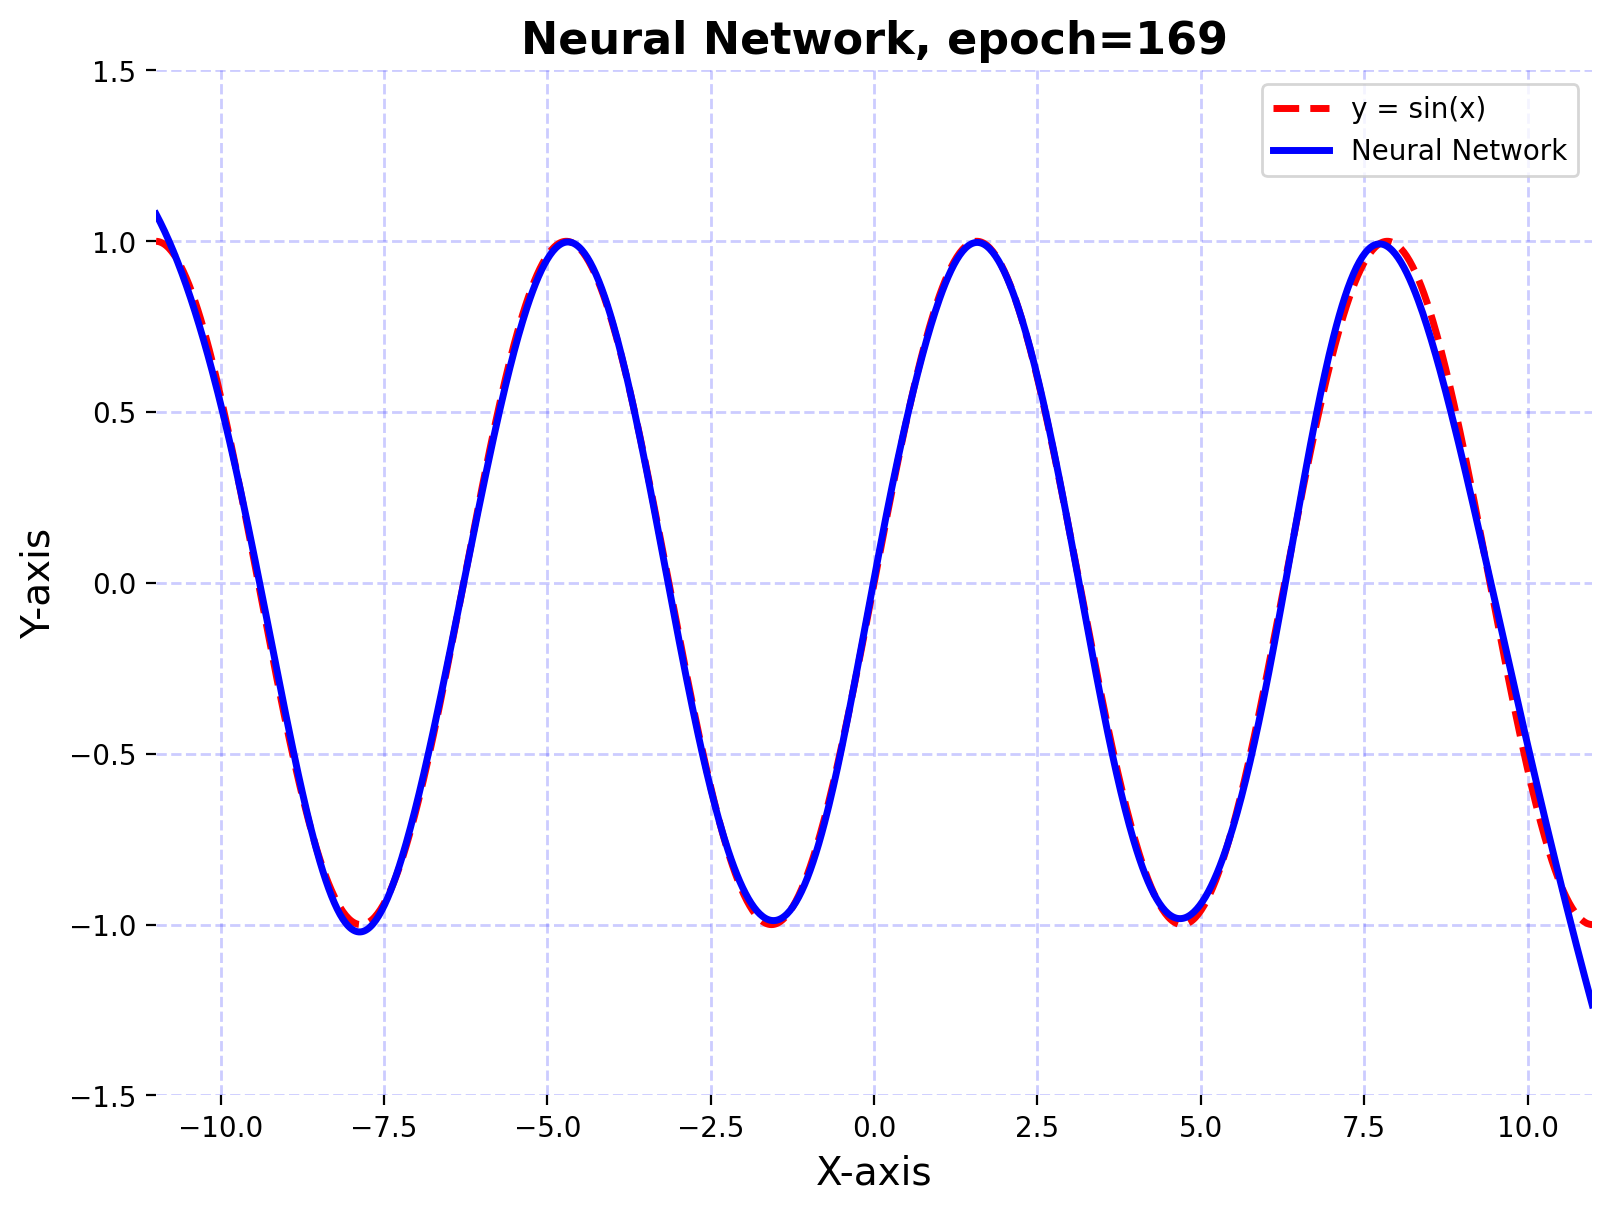 Neural Network, epoch=169
y = sin(x)
Neural Network
1.5
1.0
0.5
0.0
−0.5
−1.0
−1.5
Y-axis
−10.0 −7.5 −5.0 −2.5 0.0 2.5 5.0 7.5 10.0
X-axis